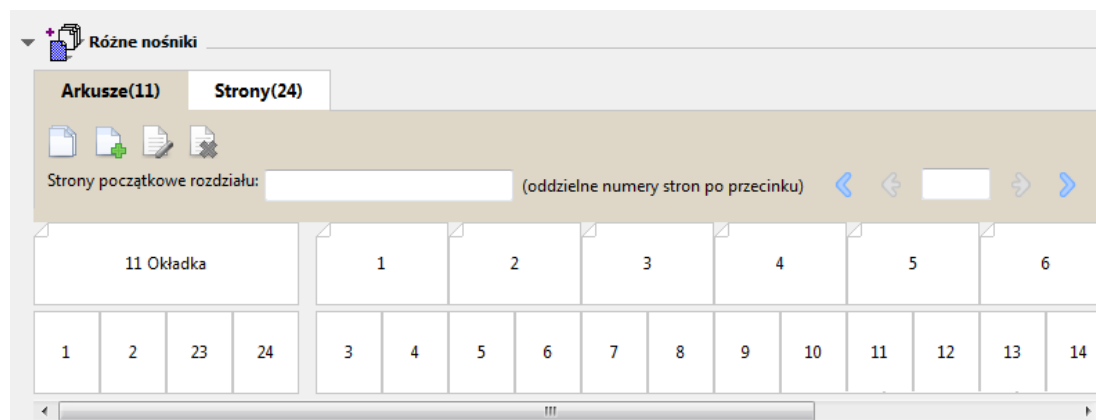 Różne nośniki
Arkusze(11) Strony(24)
Strony początkowe rozdziału: (oddzielne numery stron po przecinku)
11 Okładka 1 2 3 4 5 6
1 2 23 24 3 4 5 6 7 8 9 10 11 12 13 14